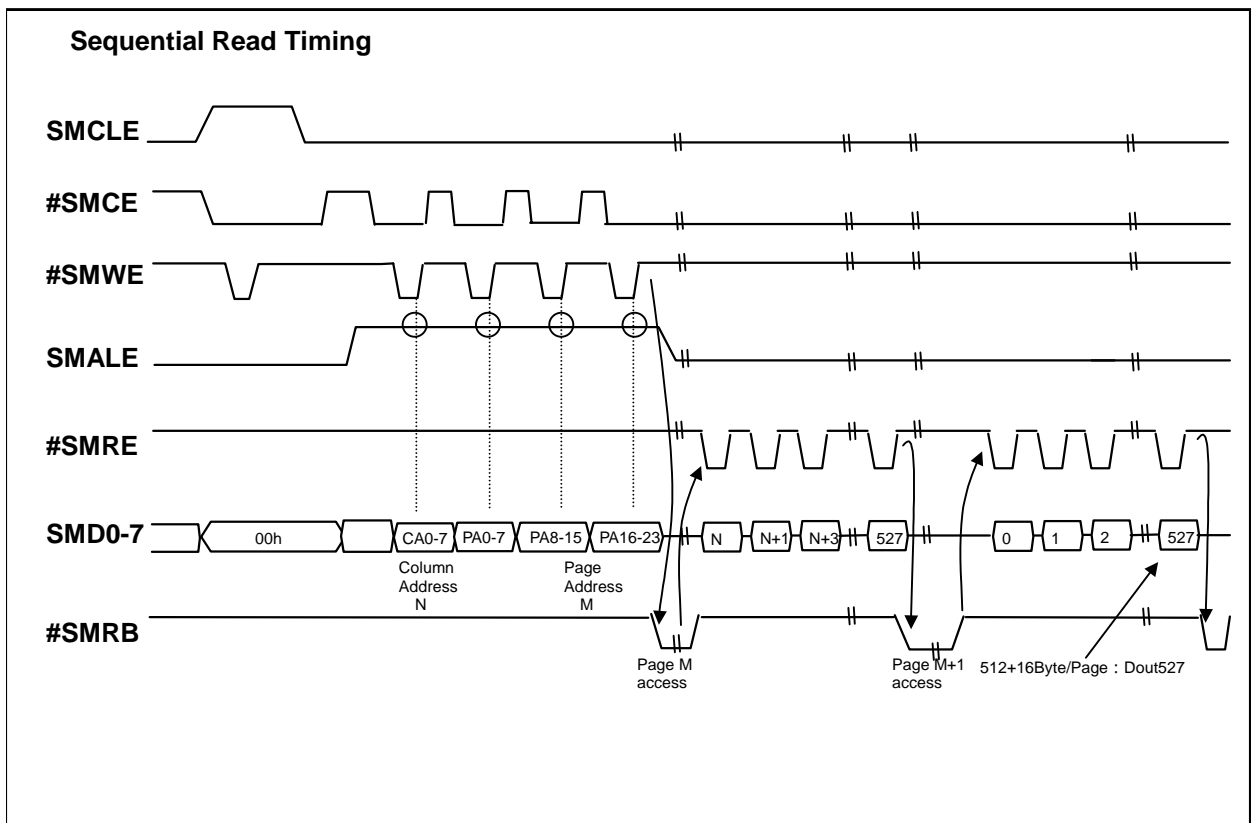 Sequential Read Timing
SMCLE
#SMCE
#SMWE
SMALE
#SMRE
SMD0-7
00h
CA0-7
PA0-7
PA8-15
PA16-23
N
N+1
N+3
527
0
1
2
527
Column
Address
N
Page
Address
M
#SMRB
Page M
access
Page M+1
access
512+16Byte/Page : Dout527